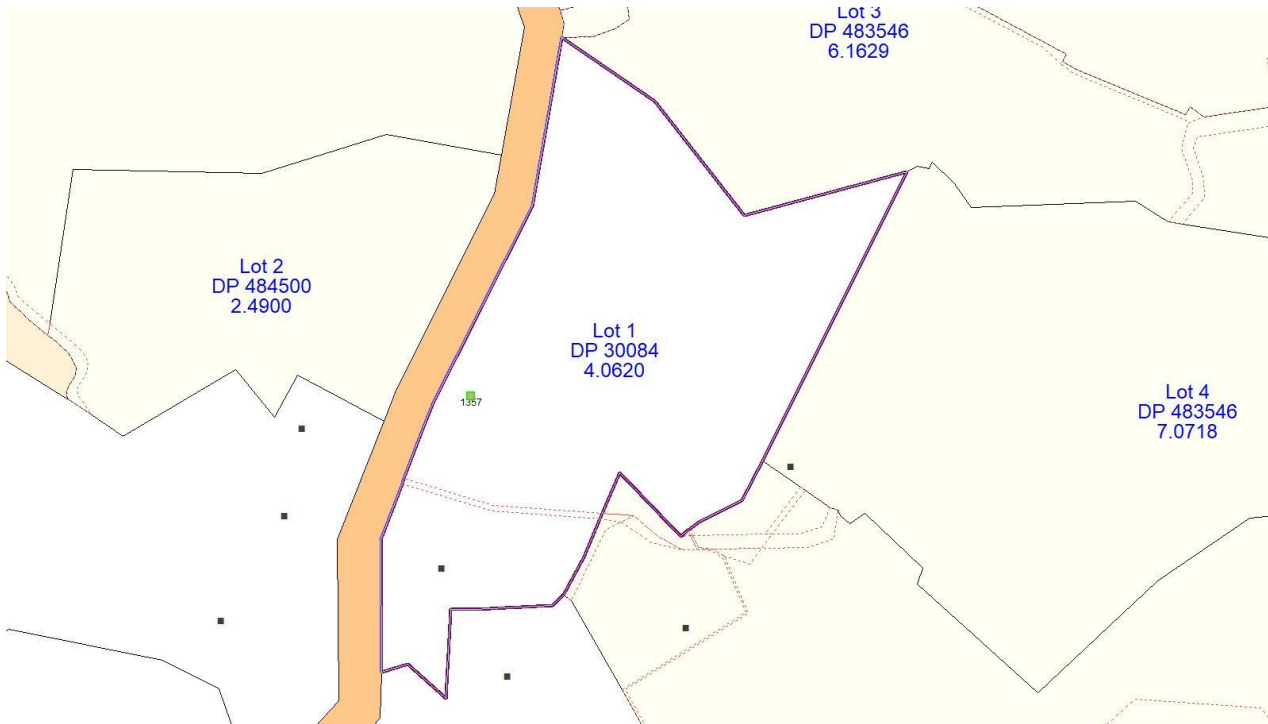 Lot 3
DP 483546
6.1629
Lot 2
DP 484500
2.4900
Lot 1
DP 30084
4.0620
1357
Lot 4
DP 483546
7.0718